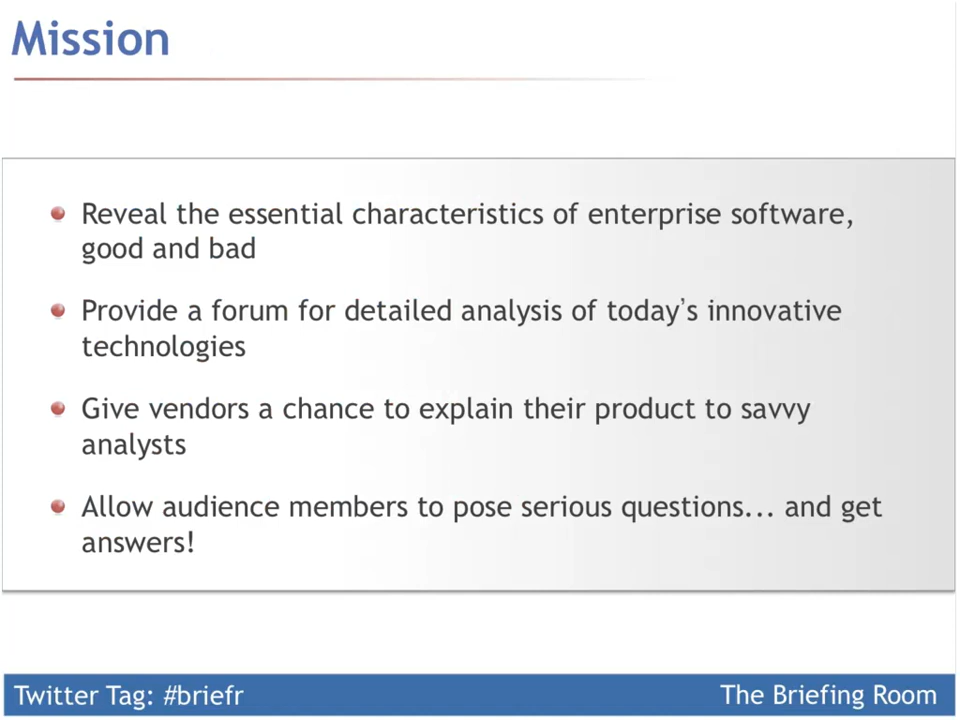 Mission
Reveal the essential characteristics of enterprise software,
good and bad
Provide a forum for detailed analysis of today’s innovative
technologies
Give vendors a chance to explain their product to savvy
analysts
Allow audience members to pose serious questions... and get
answers!
Twitter Tag: #briefr
The Briefing Room